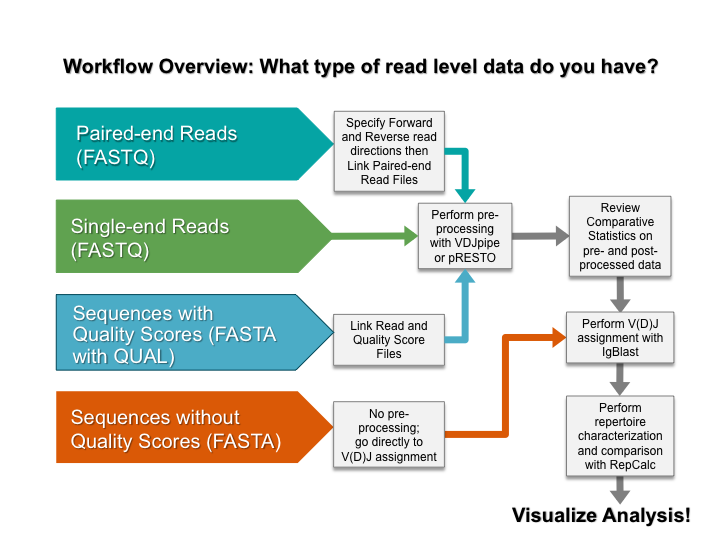 Workflow Overview: What type of read level data do you have?
Paired-end Reads
(FASTQ)
Specify Forward
and Reverse read
directions then
Link Paired-end
Read Files
Single-end Reads
(FASTQ)
Perform pre-
processing
with VDJpipe
or pRESTO
Review
Comparative
Statistics on
pre- and post-
processed data
Sequences with
Quality Scores (FASTA
with QUAL)
Link Read and
Quality Score
Files
Perform V(D)J
assignment with
IgBlast
Sequences without
Quality Scores (FASTA)
No pre-
processing;
go directly to
V(D)J assignment
Perform
repertoire
characterization
and comparison
with RepCalc
Visualize Analysis!